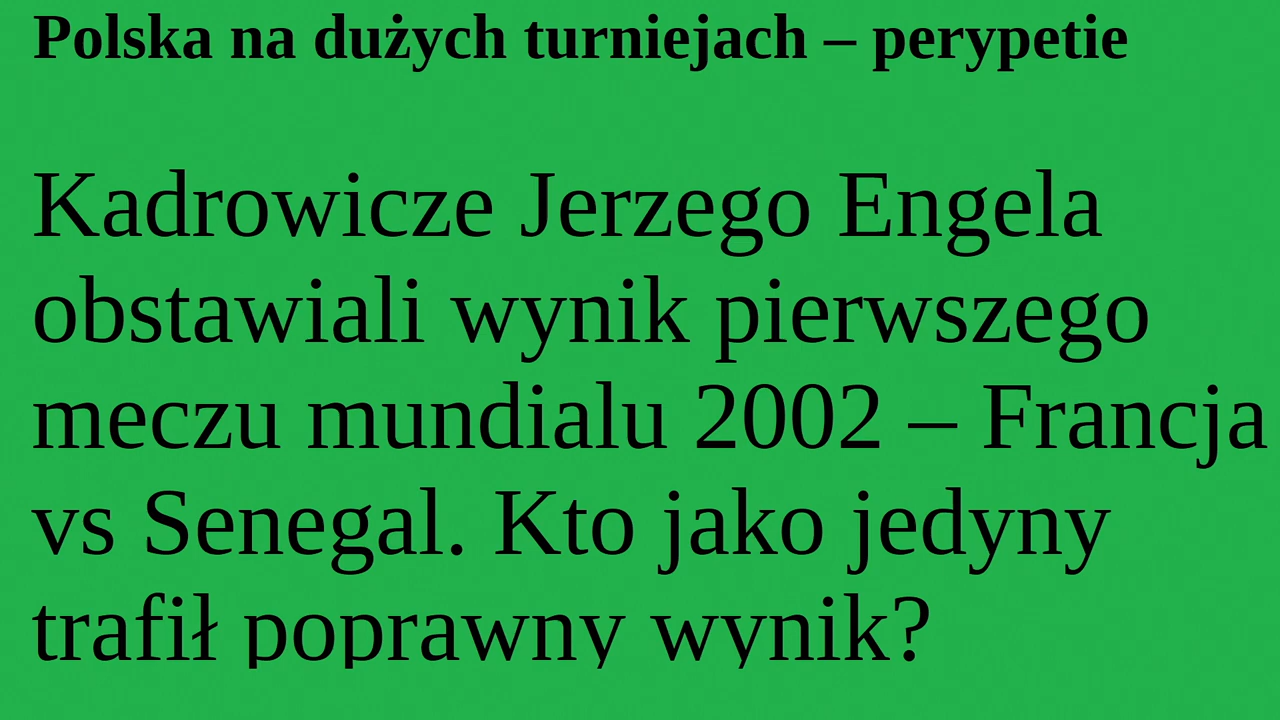 Polska na dużych turniejach – perypetie
Kadrowicze Jerzego Engela
obstawiali wynik pierwszego
meczu mundialu 2002 – Francja
vs Senegal. Kto jako jedyny
trafił poprawny wynik?